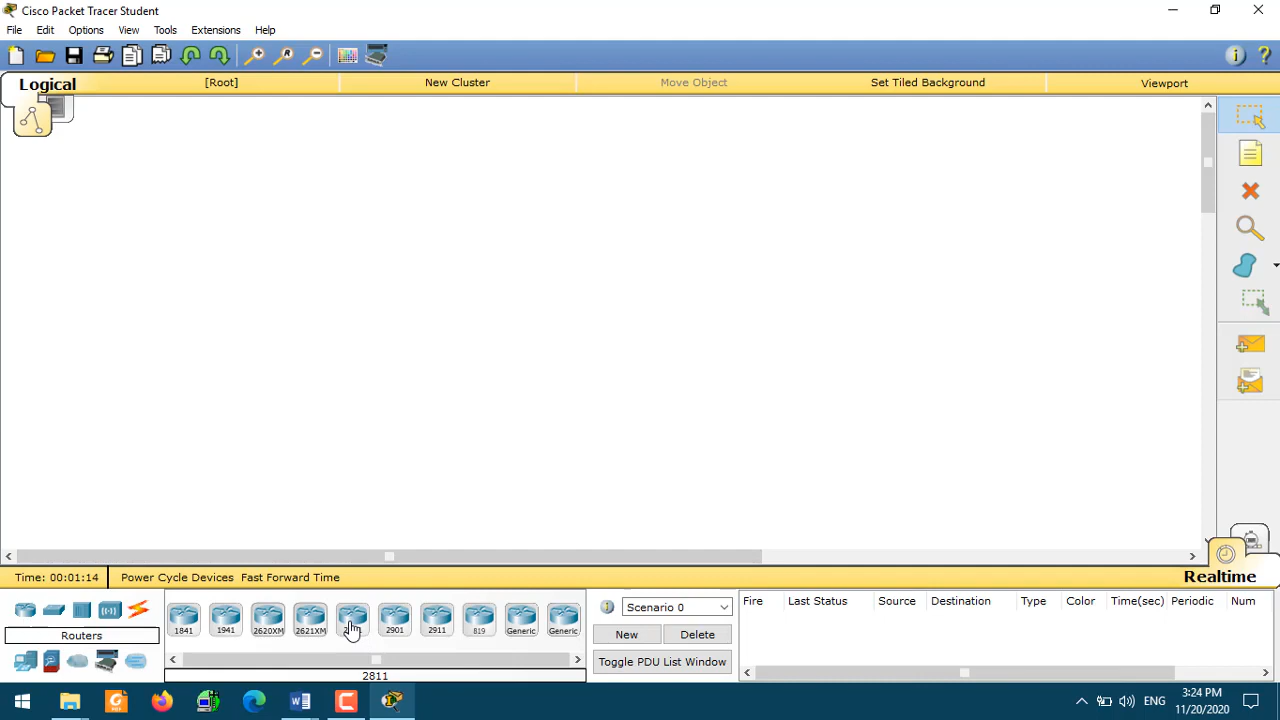 Cisco Packet Tracer Student
File Edit Options View Tools Extensions Help
Logical [Root] New Cluster Move Object Set Tiled Background Viewport
Time: 00:01:14 Power Cycle Devices Fast Forward Time
Realtime
1841 1941 2620XM 2621XM 2901 2911 819 Generic Generic
Routers
2811
Scenario 0
New Delete
Toggle PDU List Window
Fire Last Status Source Destination Type Color Time(sec) Periodic Num
ENG
3:24 PM
11/20/2020